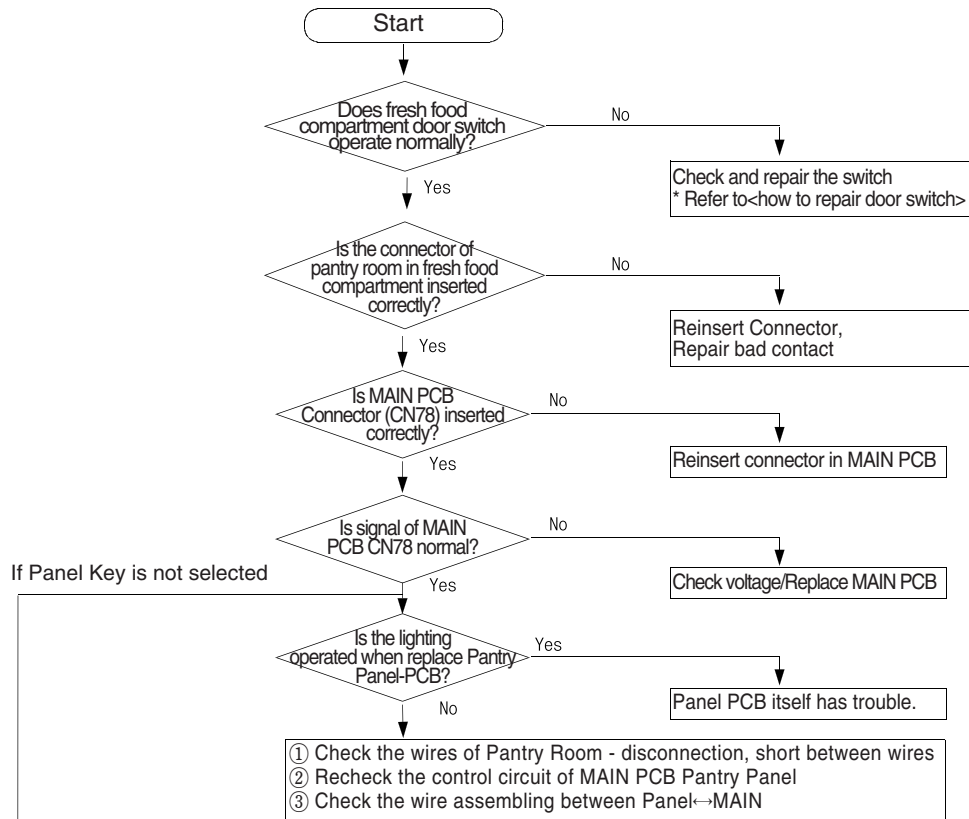 Start
Does fresh food
compartment door switch
operate normally?
No
Check and repair the switch
* Refer to<how to repair door switch>
Yes
Is the connector of
pantry room in fresh food
compartment inserted
correctly?
No
Reinsert Connector,
Repair bad contact
Yes
Is MAIN PCB
Connector (CN78) inserted
correctly?
No
Reinsert connector in MAIN PCB
Yes
Is signal of MAIN
PCB CN78 normal?
No
Check voltage/Replace MAIN PCB
If Panel Key is not selected
Yes
Is the lighting
operated when replace Pantry
Panel-PCB?
Yes
Panel PCB itself has trouble.
No
① Check the wires of Pantry Room - disconnection, short between wires
② Recheck the control circuit of MAIN PCB Pantry Panel
③ Check the wire assembling between Panel↔MAIN